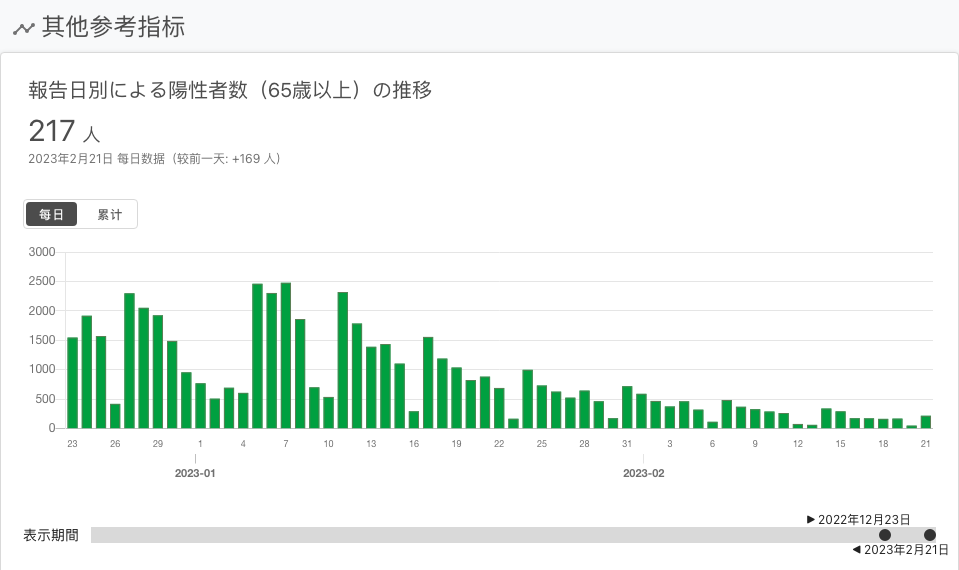 其他参考指标
報告日別による陽性者数（65歳以上）の推移
217 人
2023年2月21日 每日数据（较前一天: +169 人）
每日 累计
3000
2500
2000
1500
1000
500
0
23 26 29 1 4 7 10 13 16 19 22 25 28 31 3 6 9 12 15 18 21
2023-01 2023-02
▶ 2022年12月23日
表示期間
◀ 2023年2月21日